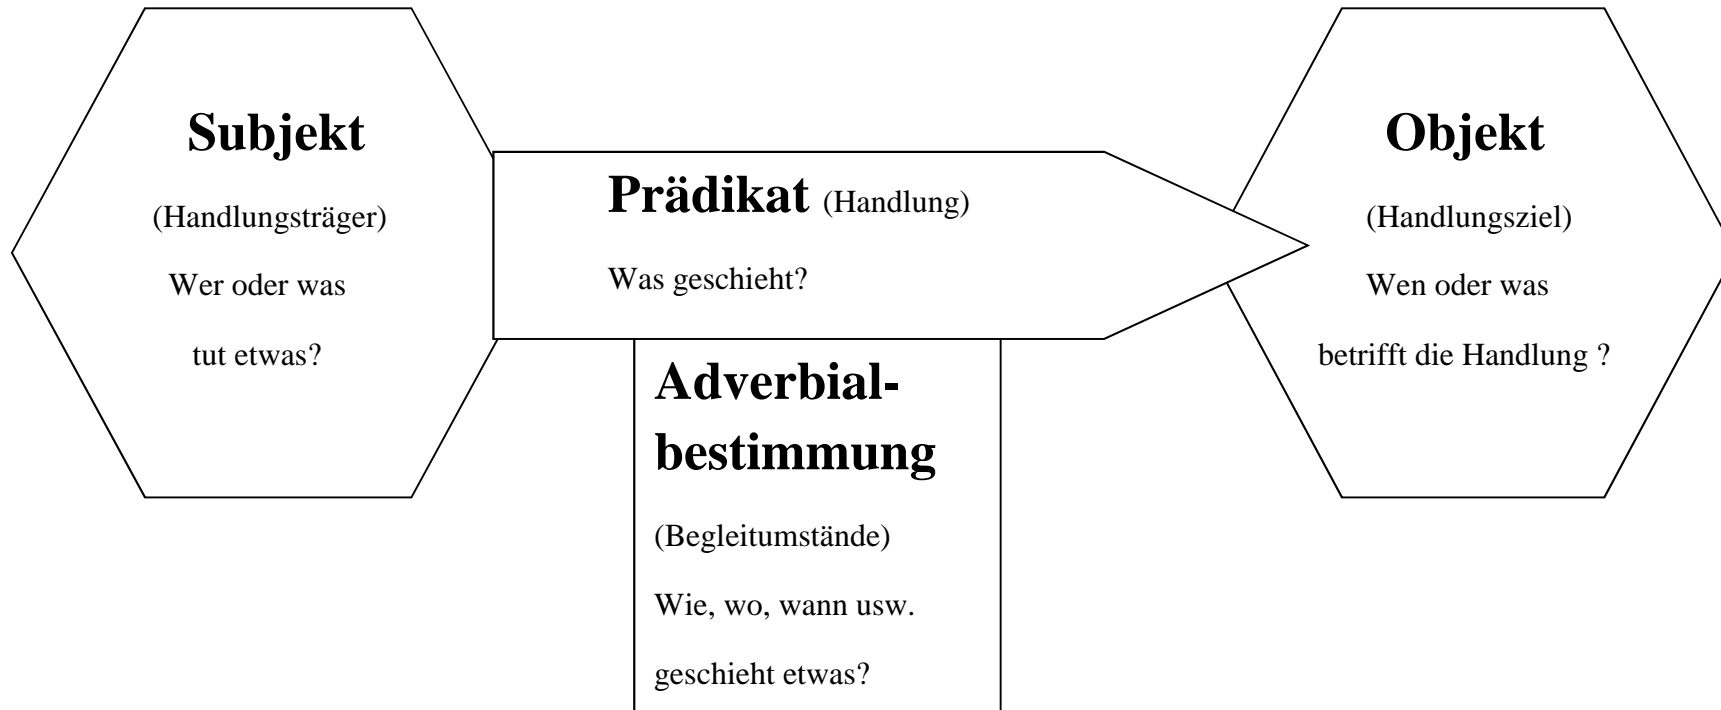 Subjekt
(Handlungsträger)
Wer oder was
tut etwas?
Prädikat (Handlung)
Was geschieht?
Adverbial-
bestimmung
(Begleitumstände)
Wie, wo, wann usw.
geschieht etwas?
Objekt
(Handlungsziel)
Wen oder was
betrifft die Handlung ?